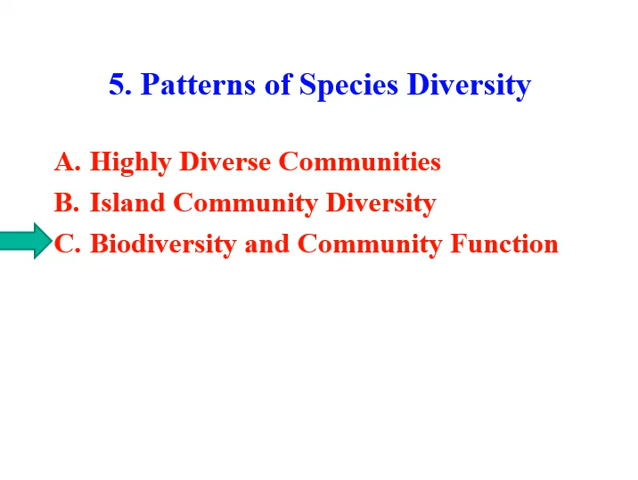 5. Patterns of Species Diversity
A. Highly Diverse Communities
B. Island Community Diversity
C. Biodiversity and Community Function